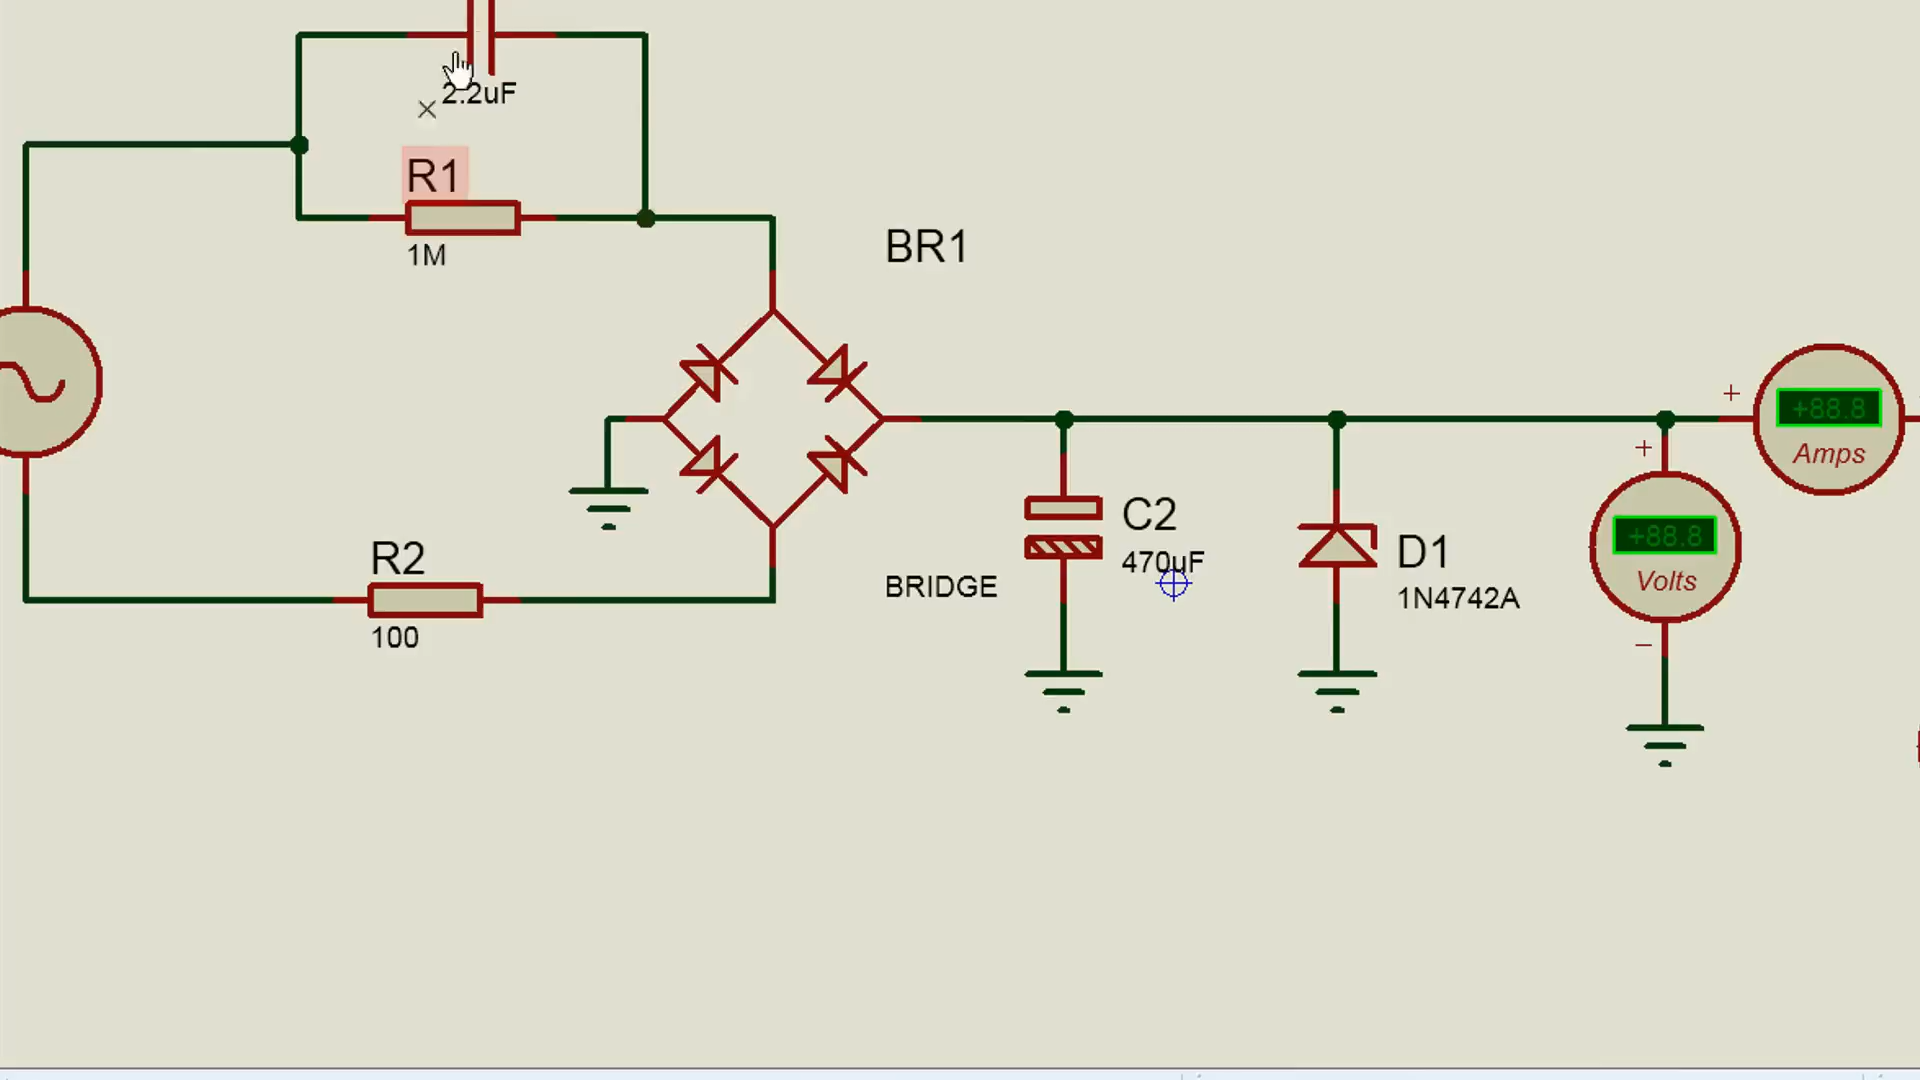 2.2uF
R1
1M
BR1
+88.8
Amps
+
+
C2
470uF
+88.8
Volts
D1
1N4742A
R2
100
BRIDGE
−